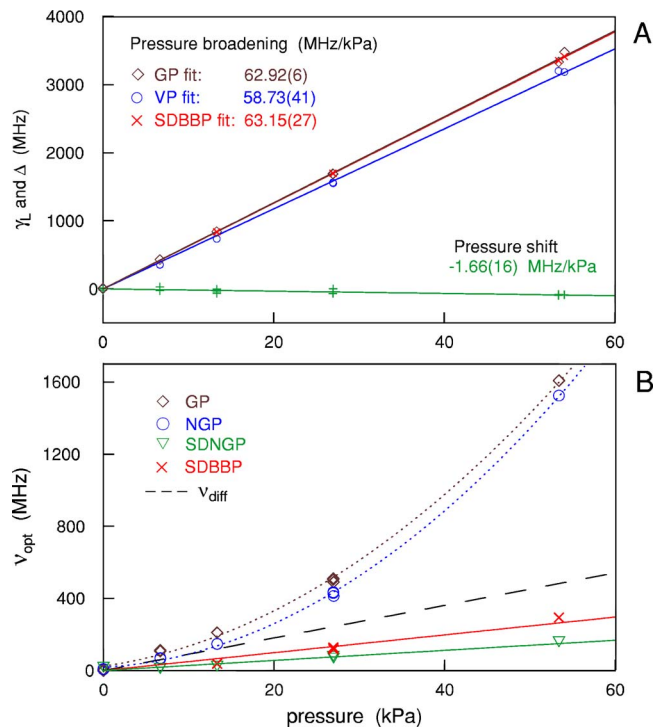 A
Pressure broadening (MHz/kPa)
GP fit: 62.92(6)
VP fit: 58.73(41)
SDBBP fit: 63.15(27)
Pressure shift
-1.66(16) MHz/kPa
γL and Δ (MHz)
4000
3000
2000
1000
0
0
20
40
60
B
GP
NGP
SDNGP
SDBBP
νdiff
νopt (MHz)
1600
1200
800
400
0
0
20
40
60
pressure (kPa)